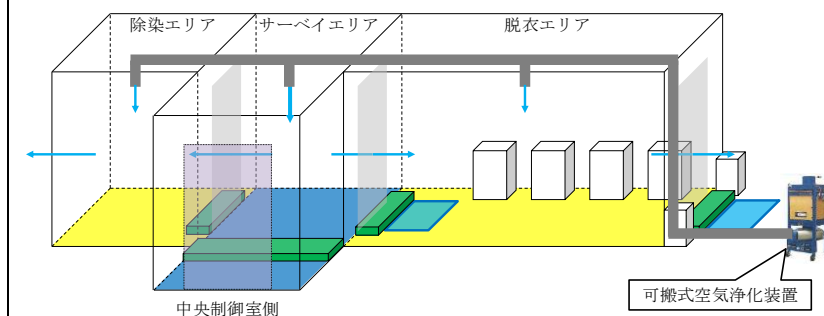 除染エリア
サーベイエリア
脱衣エリア
可搬式空気浄化装置
中央制御室側